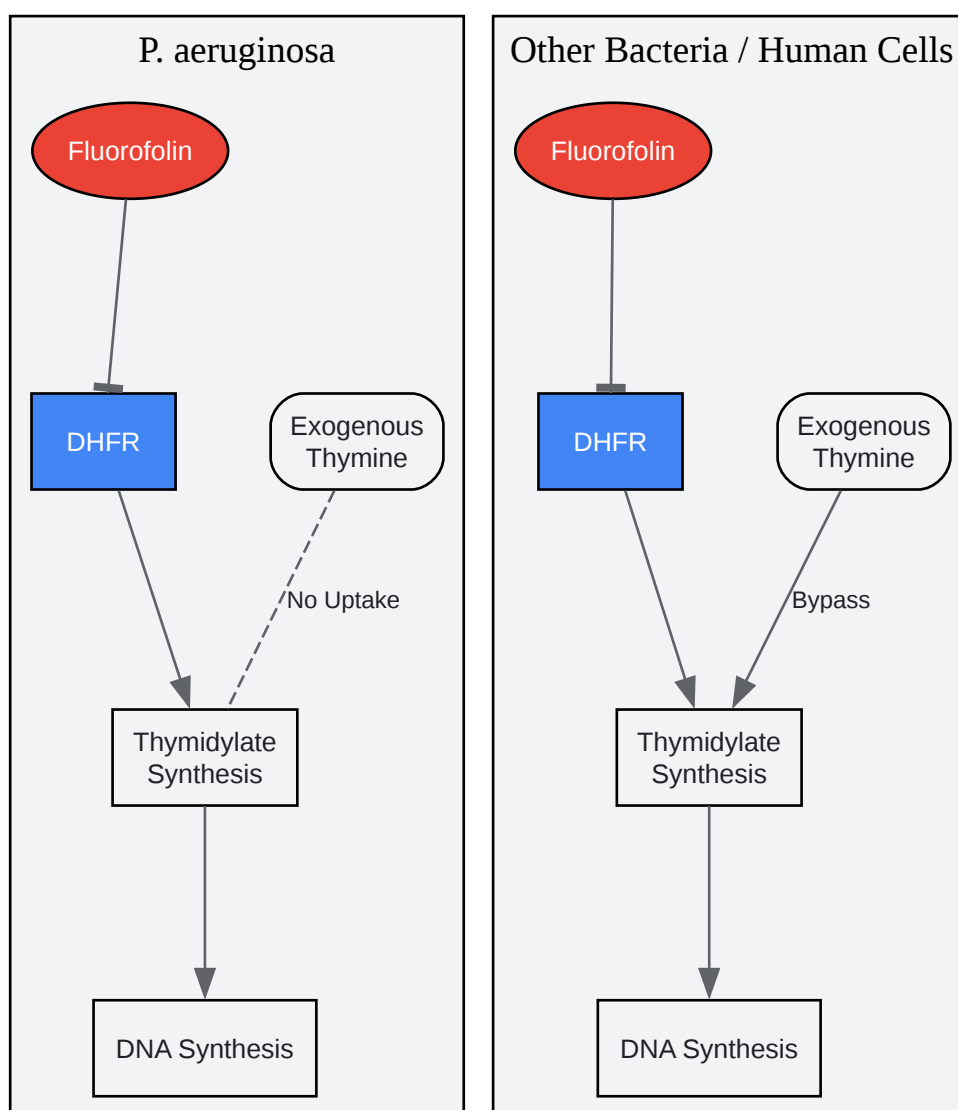 P. aeruginosa
Fluorofolin
DHFR
Exogenous
Thymine
No Uptake
Thymidylate
Synthesis
DNA Synthesis
Other Bacteria / Human Cells
Fluorofolin
DHFR
Exogenous
Thymine
Bypass
Thymidylate
Synthesis
DNA Synthesis